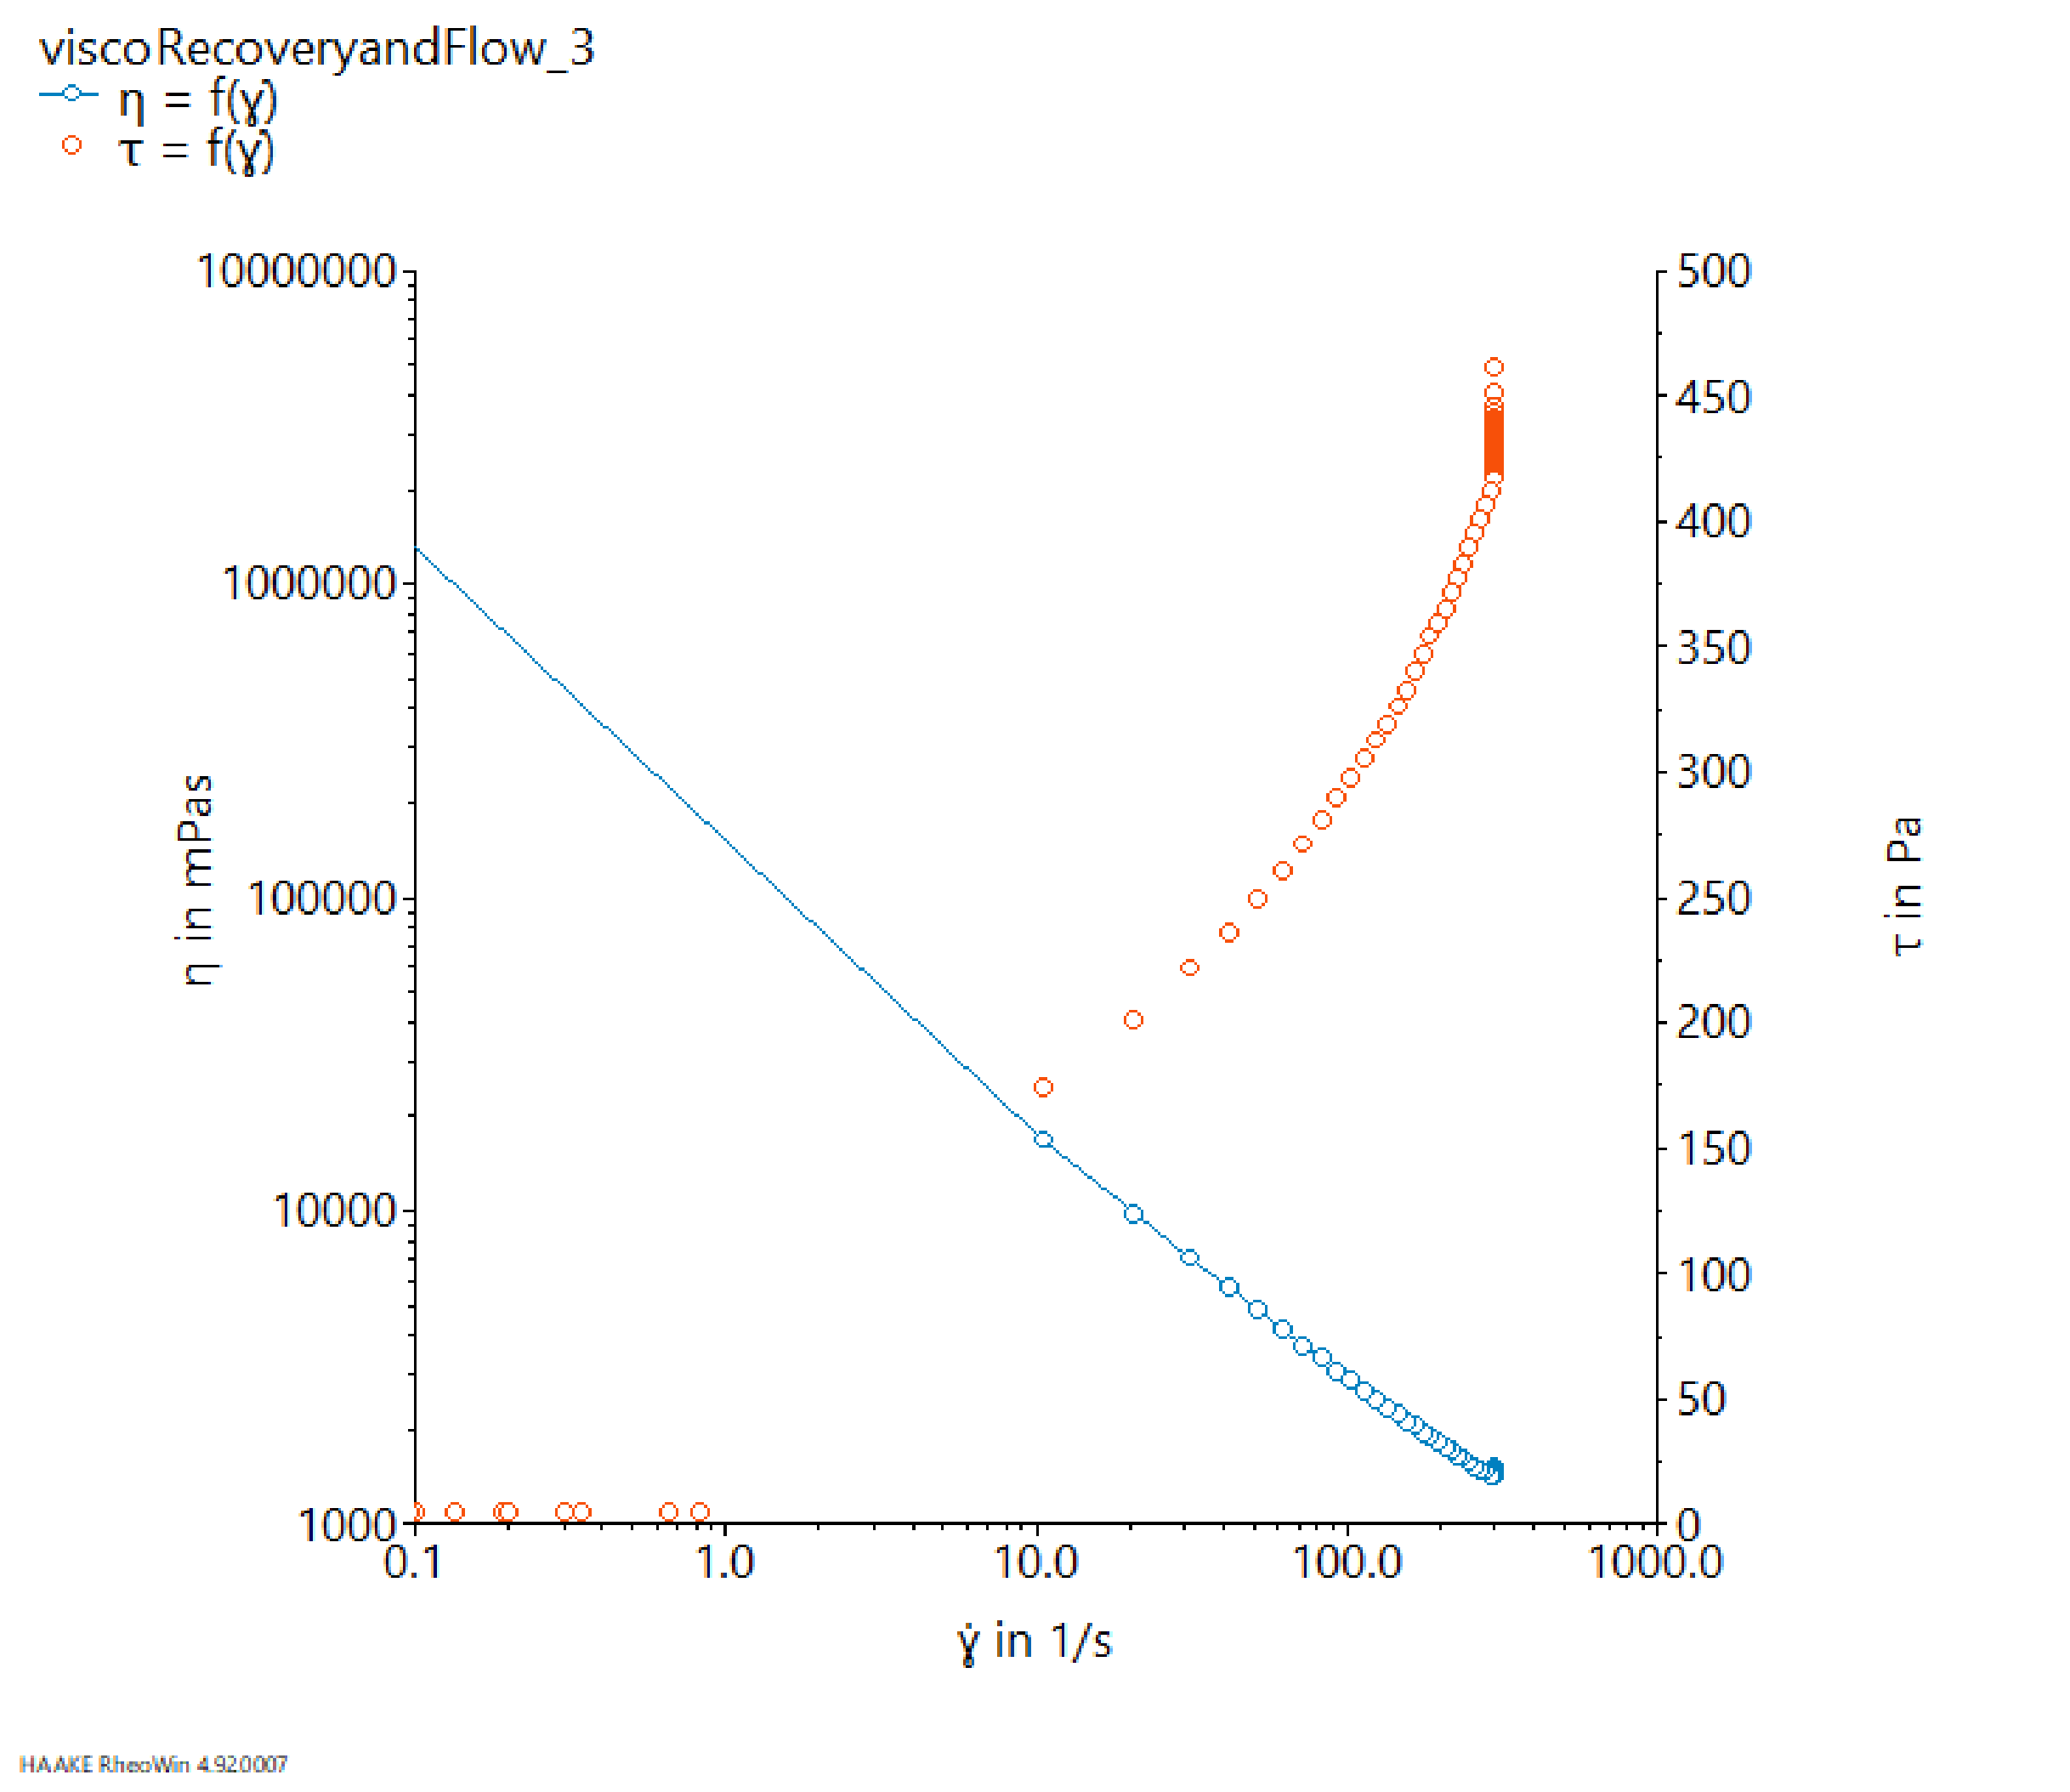 viscoRecoveryandFlow_3
η = f(γ̇)
τ = f(γ̇)
10000000
1000000
100000
10000
1000
η in mPas
500
450
400
350
300
250
200
150
100
50
0
τ in Pa
0.1 1.0 10.0 100.0 1000.0
γ̇ in 1/s
HAAKE RheoWin 4.92.0007